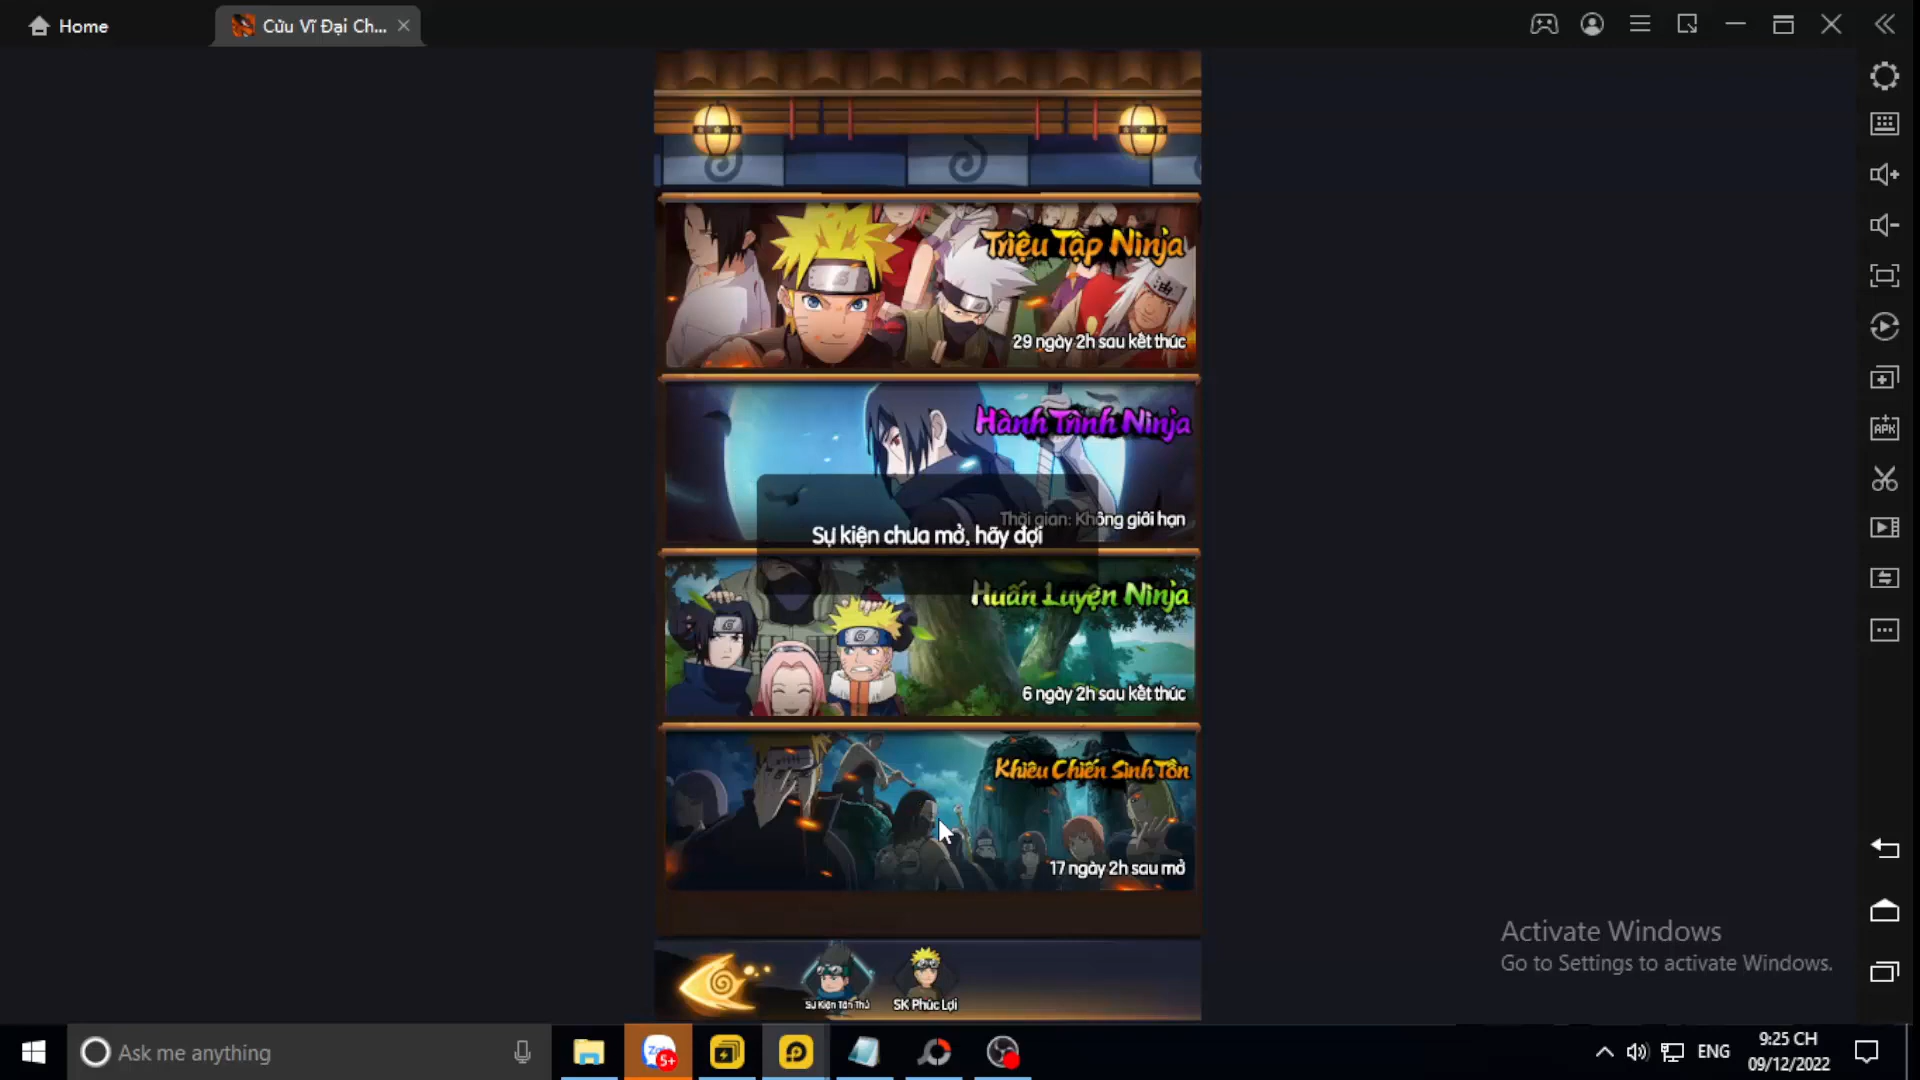 Home
Cửu Vĩ Đại Ch...
Triệu Tập Ninja
29 ngày 2h sau kết thúc
Hành Trình Ninja
Thời gian: Không giới hạn
Sự kiện chưa mở, hãy đợi
Huấn Luyện Ninja
6 ngày 2h sau kết thúc
Khiêu Chiến Sinh Tồn
17 ngày 2h sau mở
Sự Kiện Tân Thủ
SK Phúc Lợi
APK
Activate Windows
Go to Settings to activate Windows.
Ask me anything
Zalo
5+
ENG
9:25 CH
09/12/2022